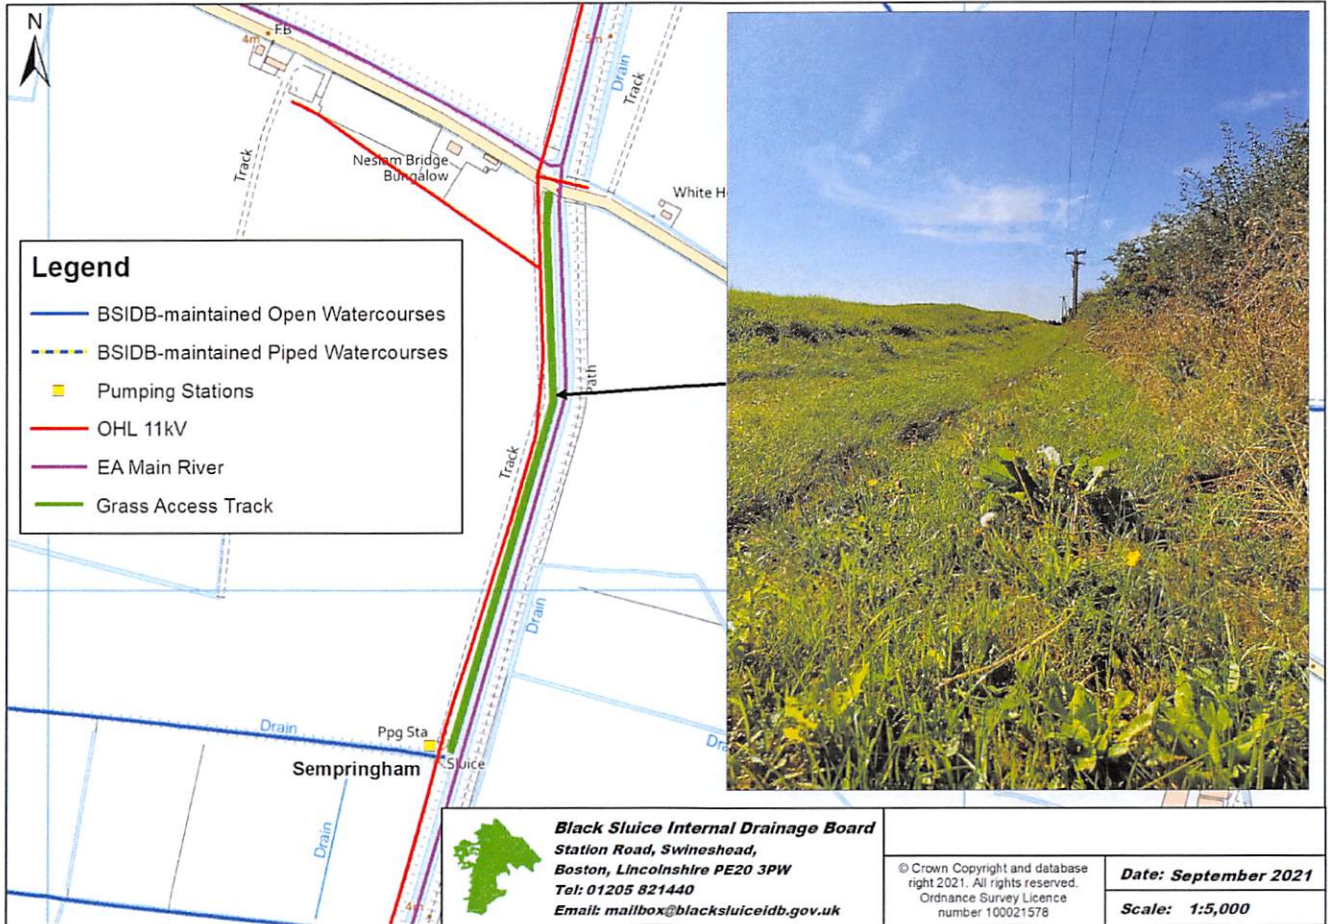 N
FB
4m
5m
Drain
Track
Track
Neslam Bridge
Bungalow
White H
Legend
BSIDB-maintained Open Watercourses
BSIDB-maintained Piped Watercourses
Pumping Stations
OHL 11kV
EA Main River
Grass Access Track
Path
Track
Drain
Drain
Ppg Sta
Sluice
Sempringham
Drain
4m
Black Sluice Internal Drainage Board
Station Road, Swineshead,
Boston, Lincolnshire PE20 3PW
Tel: 01205 821440
Email: mailbox@blacksluiceidb.gov.uk
© Crown Copyright and database
right 2021. All rights reserved.
Ordnance Survey Licence
number 100021578
Date: September 2021
Scale: 1:5,000